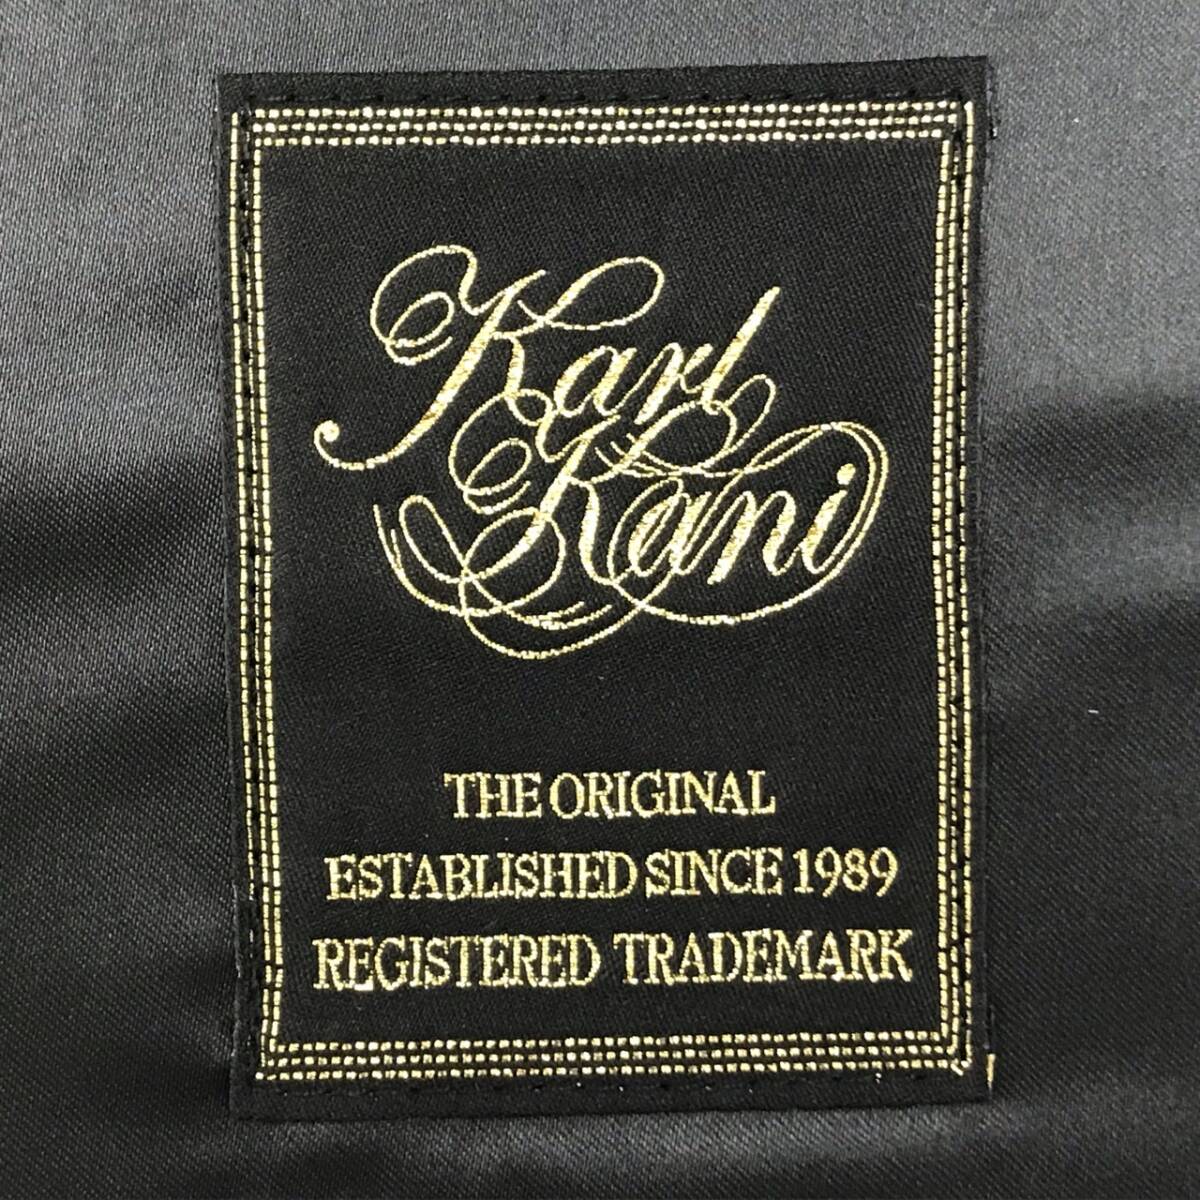 Karl
Kani
THE ORIGINAL
ESTABLISHED SINCE 1989
REGISTERED TRADEMARK